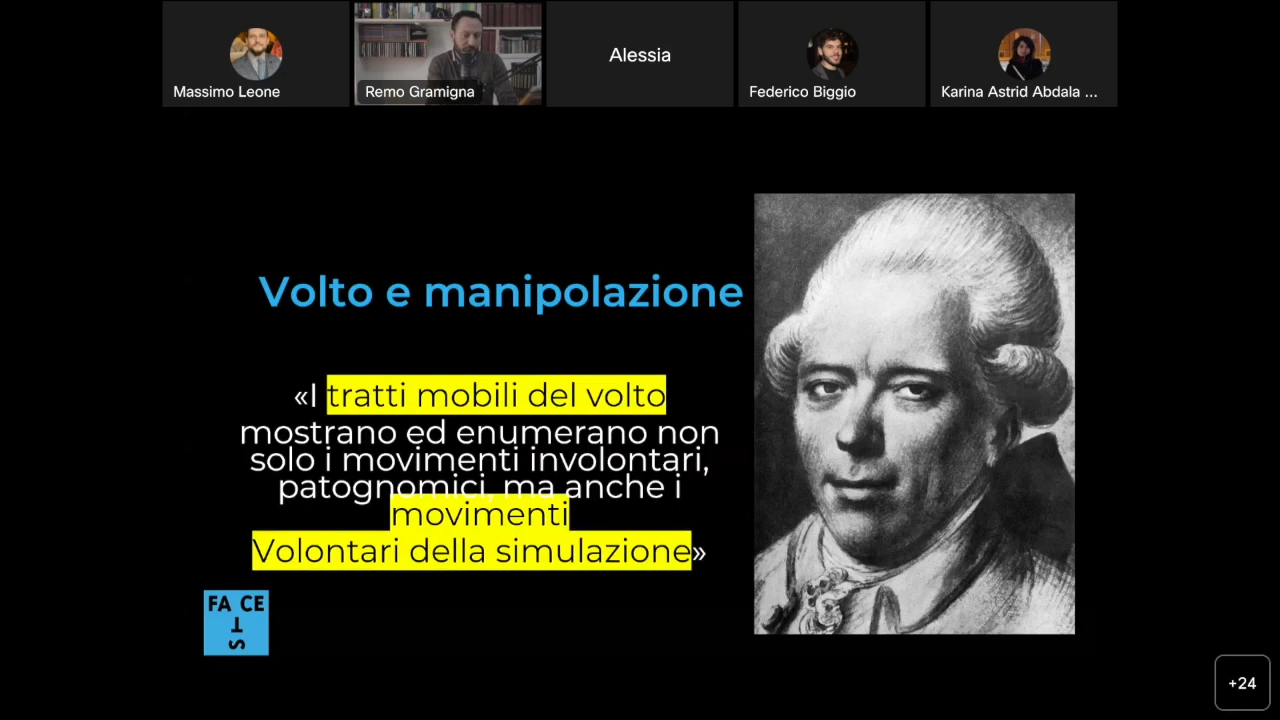 Massimo Leone
Remo Gramigna
Alessia
Federico Biggio
Karina Astrid Abdala ...
Volto e manipolazione
«I tratti mobili del volto
mostrano ed enumerano non
solo i movimenti involontari,
patognomici, ma anche i
movimenti
Volontari della simulazione»
FA CE
T
S
+24